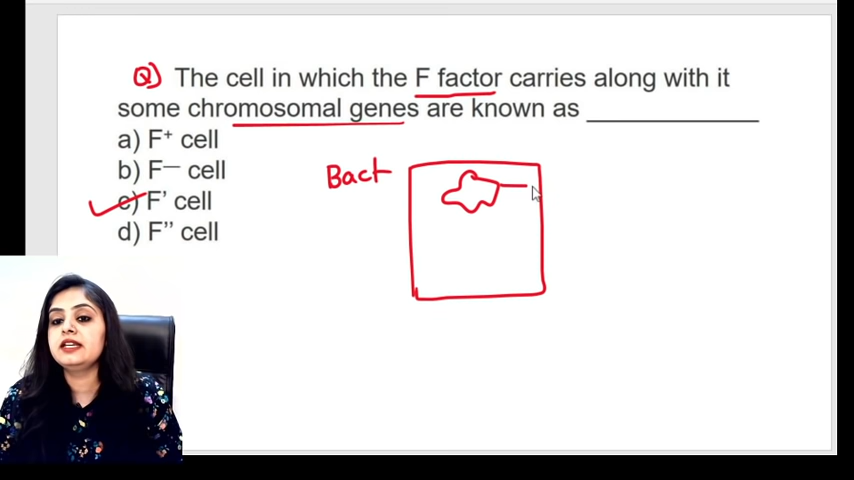 Q) The cell in which the F factor carries along with it
some chromosomal genes are known as ____________
a) F⁺ cell
b) F— cell
c) F’ cell
d) F” cell
Bact